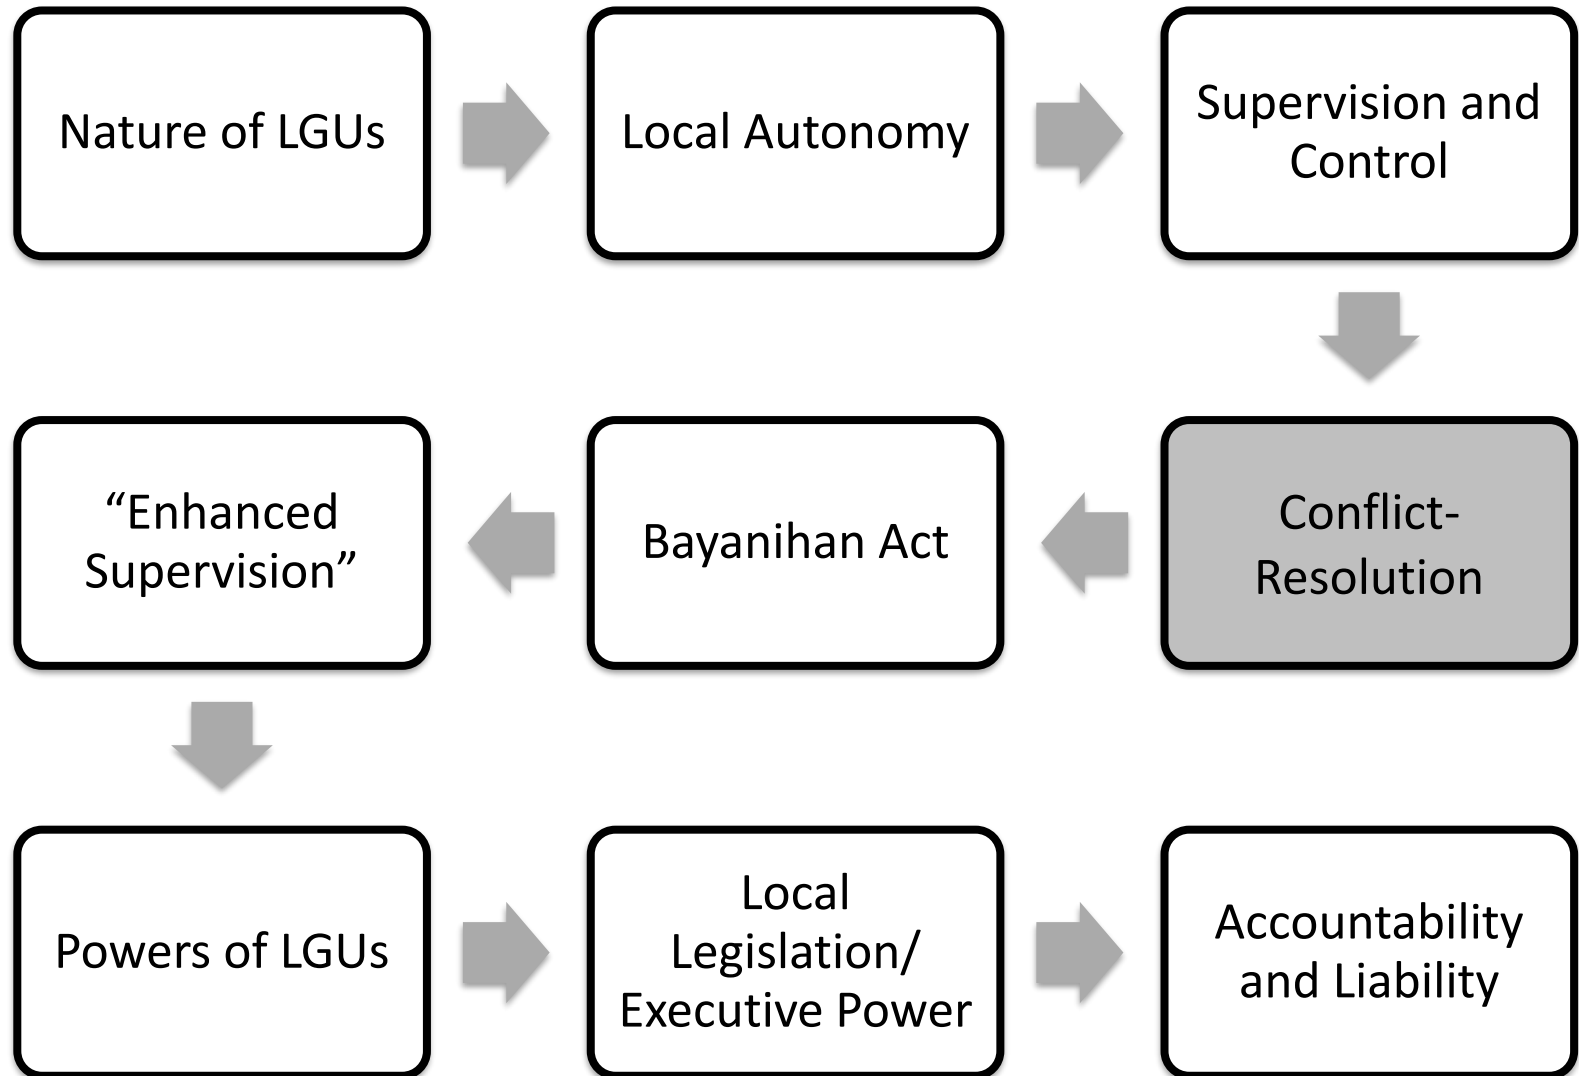 Nature of LGUs
Local Autonomy
Supervision and
Control
Conflict-
Resolution
Bayanihan Act
“Enhanced
Supervision”
Powers of LGUs
Local
Legislation/
Executive Power
Accountability
and Liability